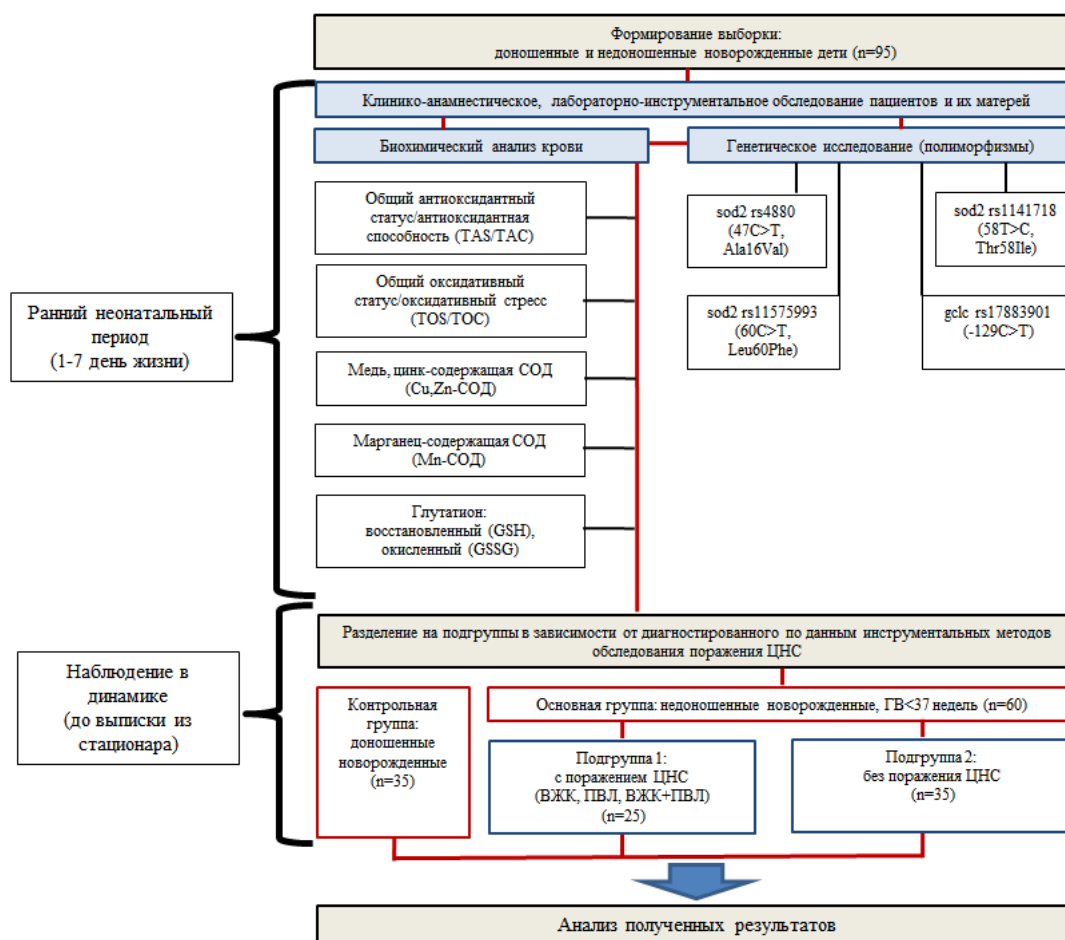 Формирование выборки:
доношенные и недоношенные новорожденные дети (n=95)
Клинико-анамнестическое, лабораторно-инструментальное обследование пациентов и их матерей
Биохимический анализ крови
Генетическое исследование (полиморфизмы)
Общий антиоксидантный
статус/антиоксидантная
способность (TAS/TAC)
Общий оксидативный
статус/оксидативный стресс
(TOS/TOC)
Медь, цинк-содержащая СОД
(Cu,Zn-СОД)
Марганец-содержащая СОД
(Mn-СОД)
Глутатион:
восстановленный (GSH),
окисленный (GSSG)
sod2 rs4880
(47C>T,
Ala16Val)
sod2 rs1141718
(58T>C,
Thr58Ile)
sod2 rs11575993
(60C>T,
Leu60Phe)
gclc rs17883901
(-129C>T)
Ранний неонатальный
период
(1-7 день жизни)
Разделение на подгруппы в зависимости от диагностированного по данным инструментальных методов
обследования поражения ЦНС
Наблюдение в
динамике
(до выписки из
стационара)
Контрольная
группа:
доношенные
новорожденные
(n=35)
Основная группа: недоношенные новорожденные, ГВ<37 недель (n=60)
Подгруппа 1:
с поражением ЦНС
(ВЖК, ПВЛ, ВЖК+ПВЛ)
(n=25)
Подгруппа 2:
без поражения ЦНС
(n=35)
Анализ полученных результатов